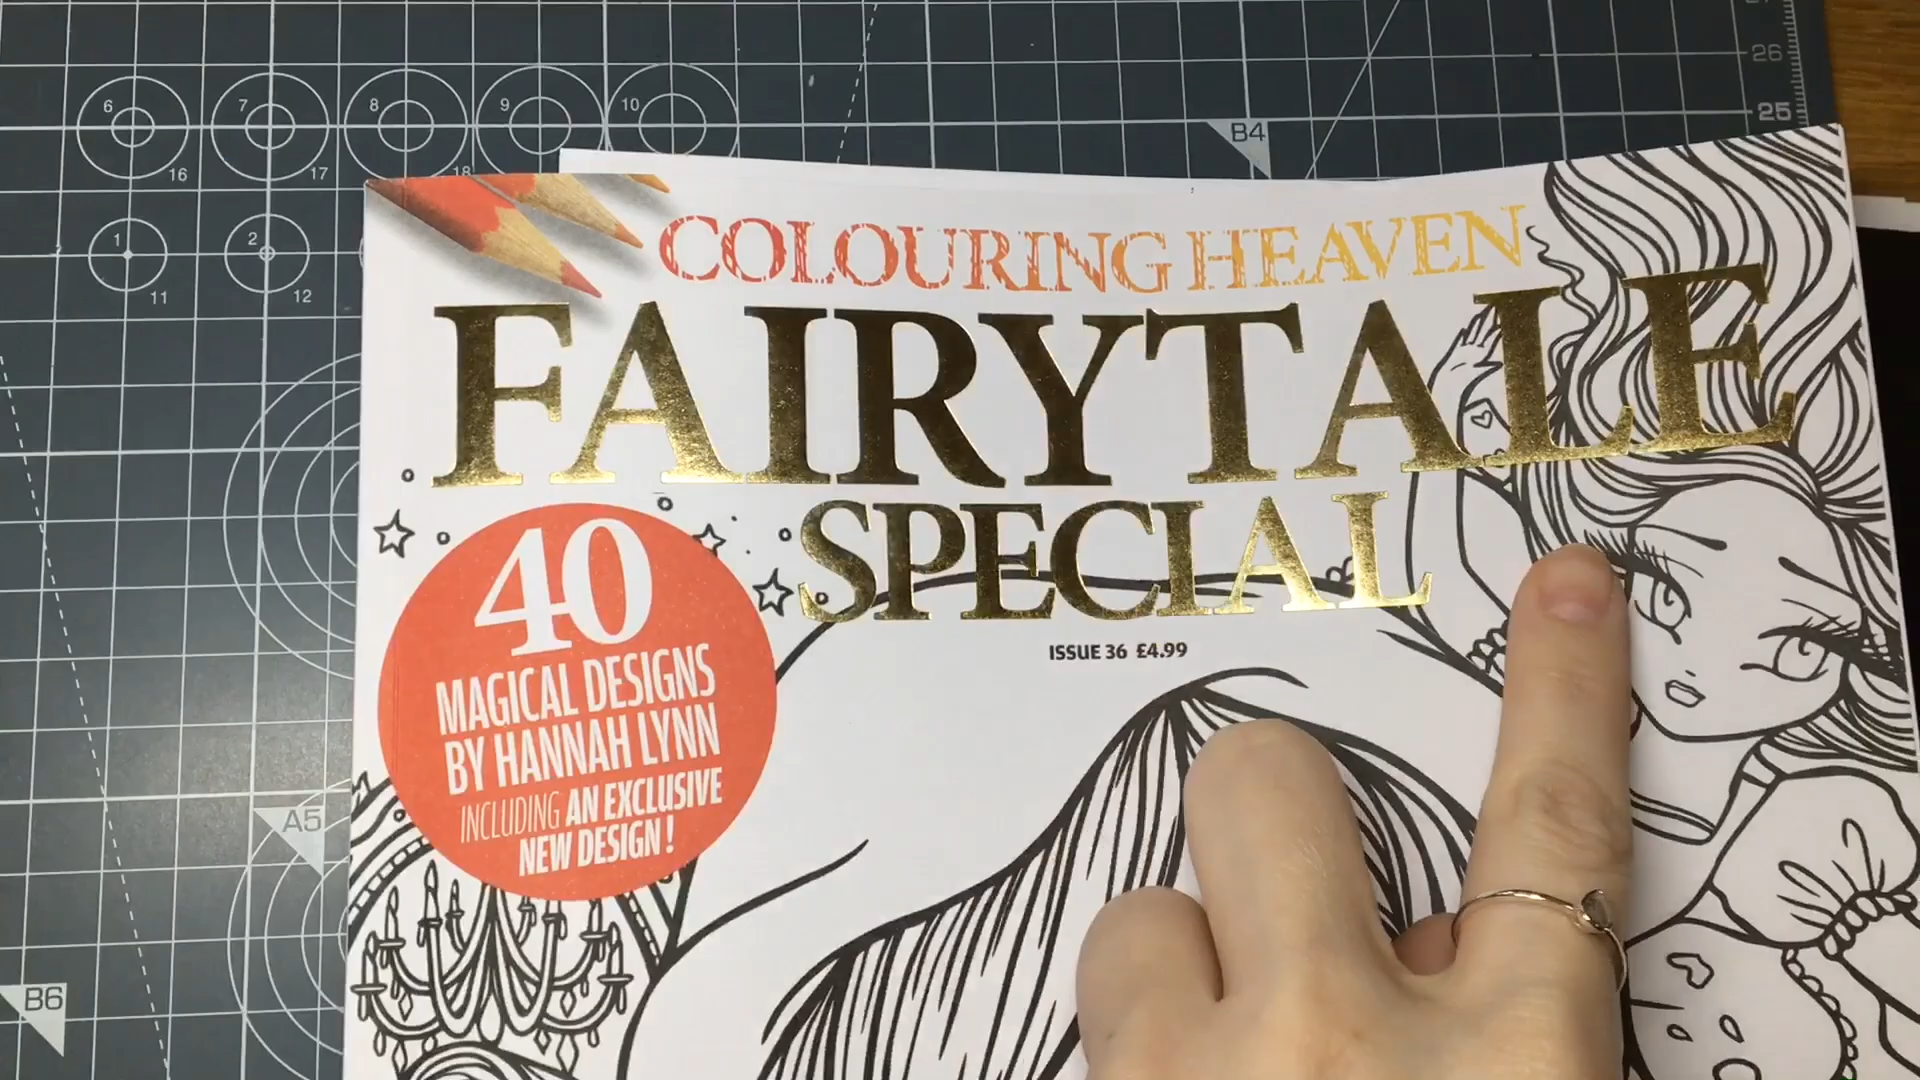 26
25
B4
6
7
8
9
10
16
17
18
1
2
11
12
COLOURING HEAVEN
FAIRYTALE
SPECIAL
ISSUE 36 £4.99
40
MAGICAL DESIGNS
BY HANNAH LYNN
INCLUDING AN EXCLUSIVE
NEW DESIGN!
A5
B6